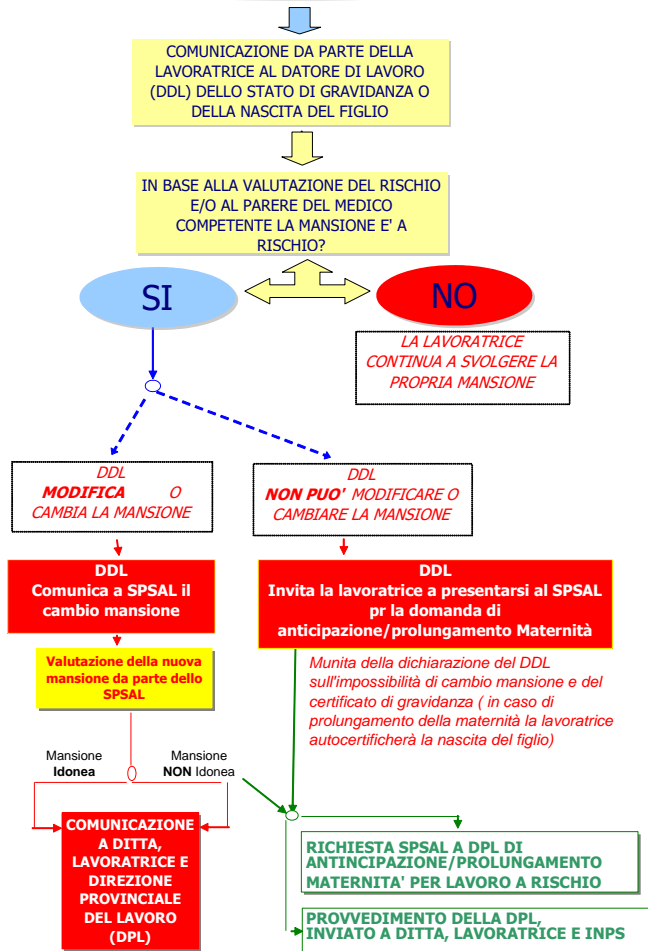 COMUNICAZIONE DA PARTE DELLA
LAVORATRICE AL DATORE DI LAVORO
(DDL) DELLO STATO DI GRAVIDANZA O
DELLA NASCITA DEL FIGLIO
IN BASE ALLA VALUTAZIONE DEL RISCHIO
E/O AL PARERE DEL MEDICO
COMPETENTE LA MANSIONE E' A
RISCHIO?
SI
NO
LA LAVORATRICE
CONTINUA A SVOLGERE LA
PROPRIA MANSIONE
DDL
MODIFICA O
CAMBIA LA MANSIONE
DDL
NON PUO' MODIFICARE O
CAMBIARE LA MANSIONE
DDL
Comunica a SPSAL il
cambio mansione
DDL
Invita la lavoratrice a presentarsi al SPSAL
pr la domanda di
anticipazione/prolungamento Maternità
Valutazione della nuova
mansione da parte dello
SPSAL
Munita della dichiarazione del DDL
sull'impossibilità di cambio mansione e del
certificato di gravidanza ( in caso di
prolungamento della maternità la lavoratrice
autocertificherà la nascita del figlio)
Mansione
Idonea
Mansione
NON Idonea
COMUNICAZIONE
A DITTA,
LAVORATRICE E
DIREZIONE
PROVINCIALE
DEL LAVORO
(DPL)
RICHIESTA SPSAL A DPL DI
ANTINCIPAZIONE/PROLUNGAMENTO
MATERNITA' PER LAVORO A RISCHIO
PROVVEDIMENTO DELLA DPL,
INVIATO A DITTA, LAVORATRICE E INPS